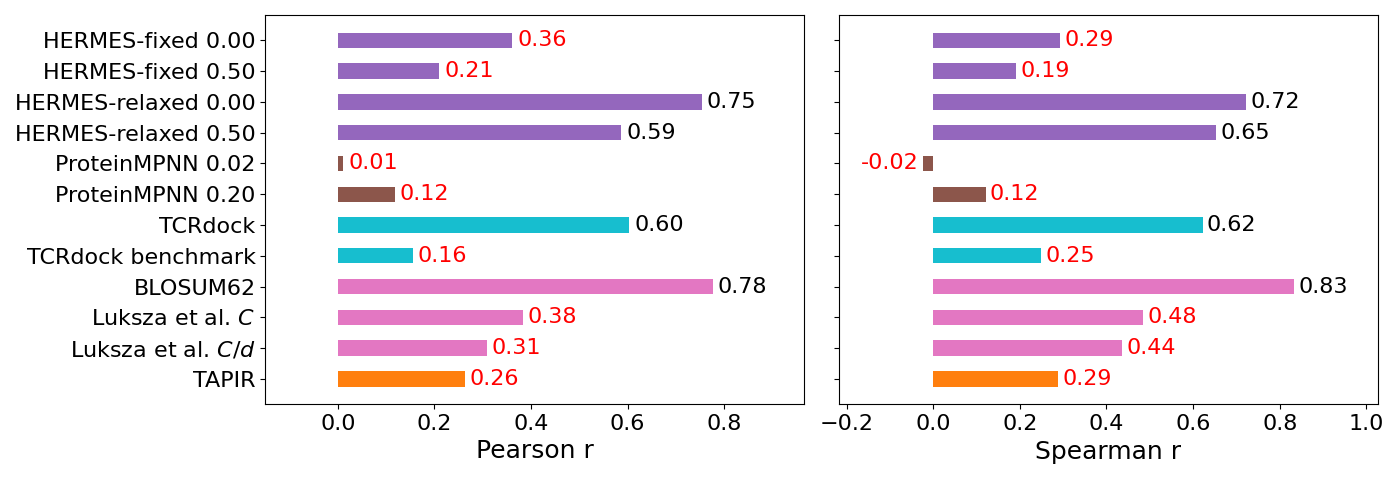 HERMES-fixed 0.00 0.36 0.29
HERMES-fixed 0.50 0.21 0.19
HERMES-relaxed 0.00 0.75 0.72
HERMES-relaxed 0.50 0.59 0.65
ProteinMPNN 0.02 0.01 -0.02
ProteinMPNN 0.20 0.12 0.12
TCRdock 0.60 0.62
TCRdock benchmark 0.16 0.25
BLOSUM62 0.78 0.83
Luksza et al. C 0.38 0.48
Luksza et al. C/d 0.31 0.44
TAPIR 0.26 0.29
0.0 0.2 0.4 0.6 0.8
−0.2 0.0 0.2 0.4 0.6 0.8 1.0
Pearson r
Spearman r